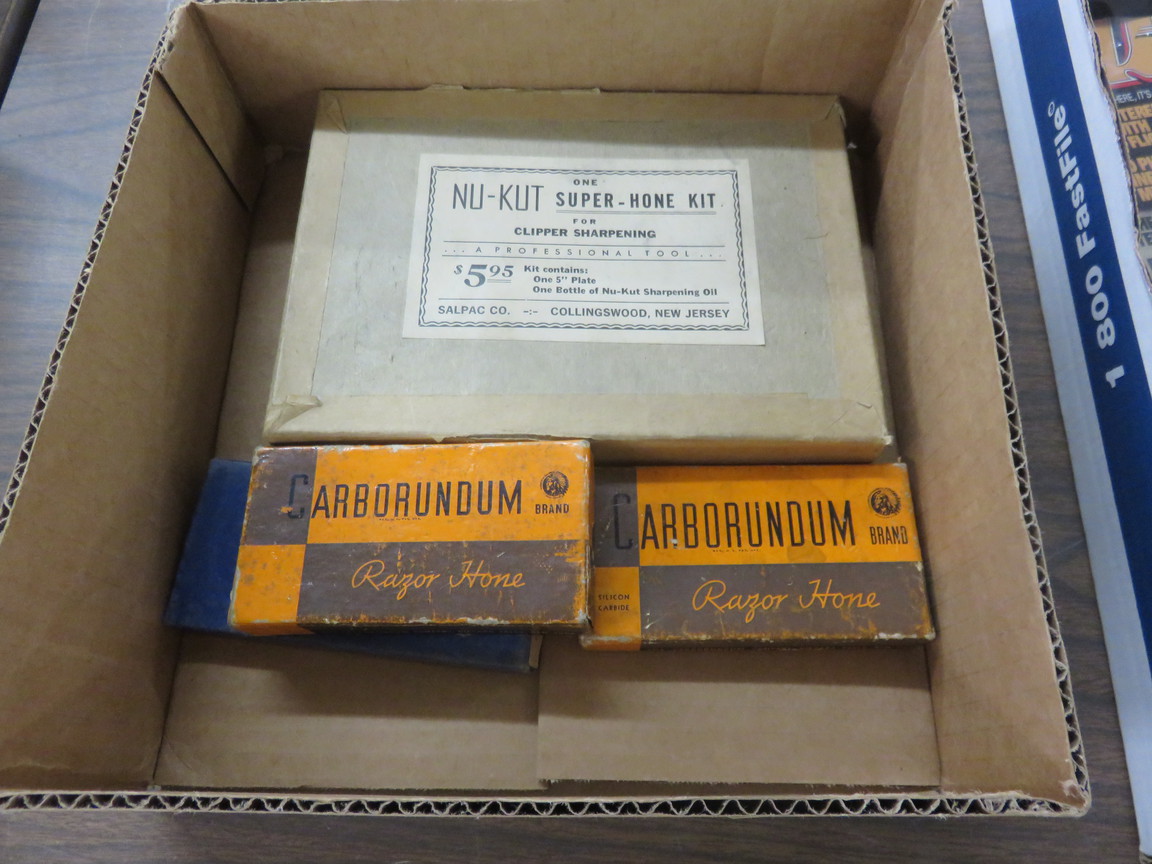 ONE
NU-KUT SUPER-HONE KIT
FOR
CLIPPER SHARPENING
... A PROFESSIONAL TOOL ...
$5.95 Kit contains:
One 5" Plate
One Bottle of Nu-Kut Sharpening Oil
SALPAC CO. -:- COLLINGSWOOD, NEW JERSEY
CARBORUNDUM
BRAND
Razor Hone
CARBORUNDUM
BRAND
SILICON
CARBIDE
Razor Hone
1 800 FastFile